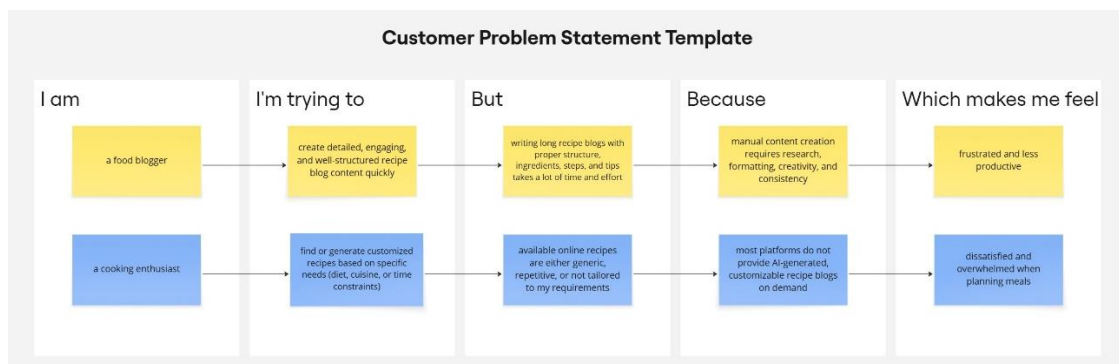 Customer Problem Statement Template
I am
I'm trying to
But
Because
Which makes me feel
a food blogger
create detailed, engaging,
and well-structured recipe
blog content quickly
writing long recipe blogs with
proper structure,
ingredients, steps, and tips
takes a lot of time and effort
manual content creation
requires research,
formatting, creativity, and
consistency
frustrated and less
productive
a cooking enthusiast
find or generate customized
recipes based on specific
needs (diet, cuisine, or time
constraints)
available online recipes
are either generic,
repetitive, or not tailored
to my requirements
most platforms do not
provide AI-generated,
customizable recipe blogs
on demand
dissatisfied and
overwhelmed when
planning meals